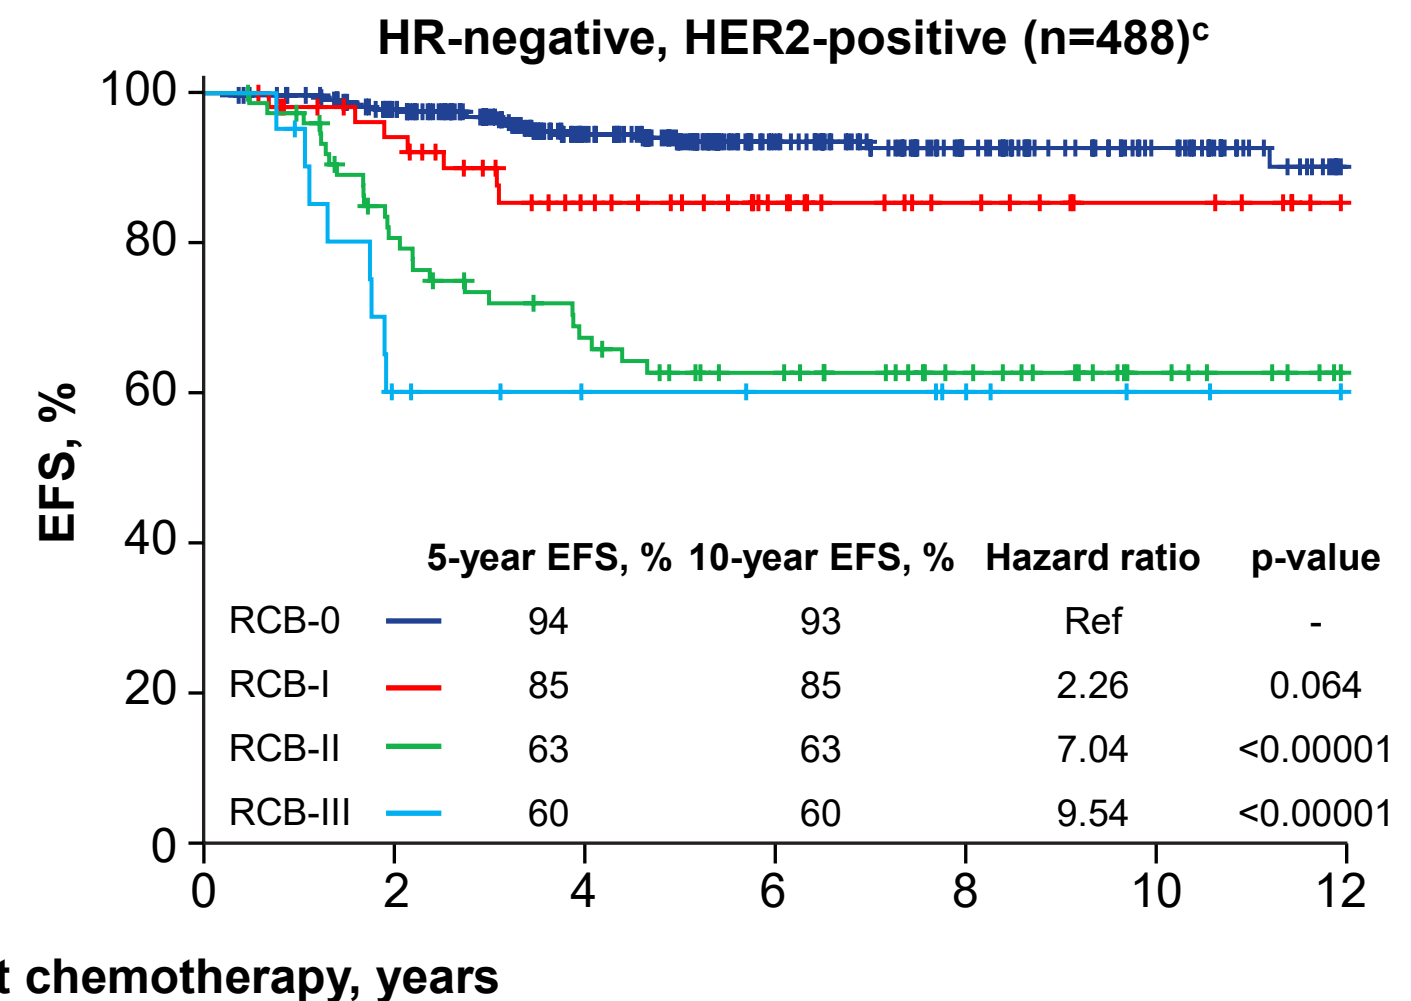 HR-negative, HER2-positive (n=488)ᶜ
100
80
60
40
20
0
EFS, %
5-year EFS, % 10-year EFS, % Hazard ratio p-value
RCB-0 94 93 Ref -
RCB-I 85 85 2.26 0.064
RCB-II 63 63 7.04 <0.00001
RCB-III 60 60 9.54 <0.00001
0 2 4 6 8 10 12
t chemotherapy, years